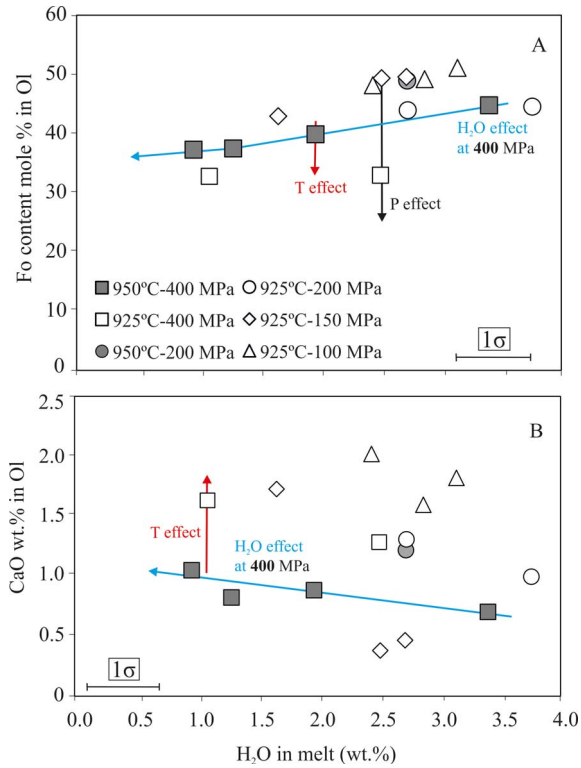 A
Fo content mole % in Ol
60
50
40
30
20
10
0
H₂O effect
at 400 MPa
T effect
P effect
950ºC-400 MPa
925ºC-200 MPa
925ºC-400 MPa
925ºC-150 MPa
950ºC-200 MPa
925ºC-100 MPa
1σ
B
CaO wt.% in Ol
2.5
2.0
1.5
1.0
0.5
0
T effect
H₂O effect
at 400 MPa
1σ
0.0 0.5 1.0 1.5 2.0 2.5 3.0 3.5 4.0
H₂O in melt (wt.%)